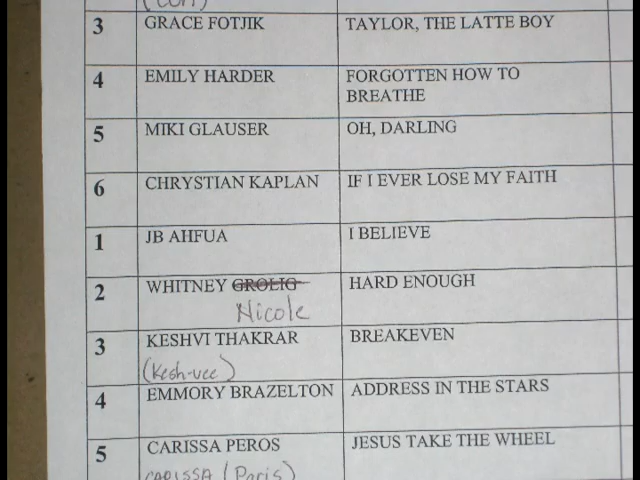 3 GRACE FOTJIK TAYLOR, THE LATTE BOY
4 EMILY HARDER FORGOTTEN HOW TO
BREATHE
5 MIKI GLAUSER OH, DARLING
6 CHRYSTIAN KAPLAN IF I EVER LOSE MY FAITH
1 JB AHFUA I BELIEVE
2 WHITNEY GROLIG HARD ENOUGH
Nicole
3 KESHVI THAKRAR BREAKEVEN
(Kesh-vee)
4 EMMORY BRAZELTON ADDRESS IN THE STARS
5 CARISSA PEROS JESUS TAKE THE WHEEL
CARISSA (Paris)